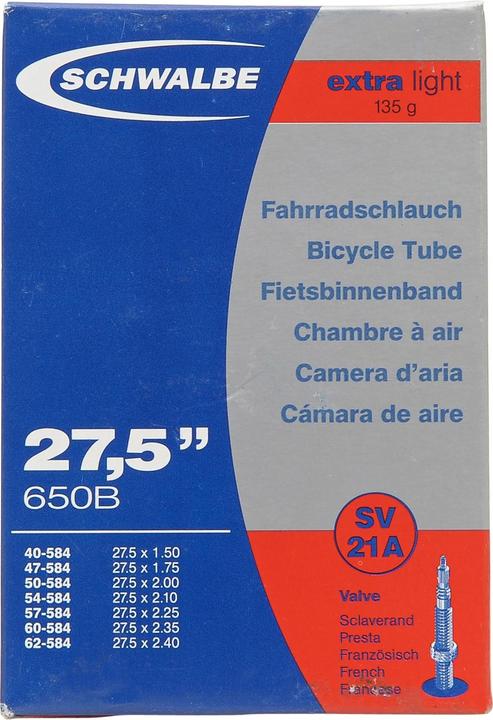 SCHWALBE
extra light
135 g
Fahrradschlauch
Bicycle Tube
Fietsbinnenband
Chambre à air
Camera d'aria
Cámara de aire
27,5”
650B
40-584 27.5 x 1.50
47-584 27.5 x 1.75
50-584 27.5 x 2.00
54-584 27.5 x 2.10
57-584 27.5 x 2.25
60-584 27.5 x 2.35
62-584 27.5 x 2.40
SV
21A
Valve
Sclaverand
Presta
Französisch
French
Francese